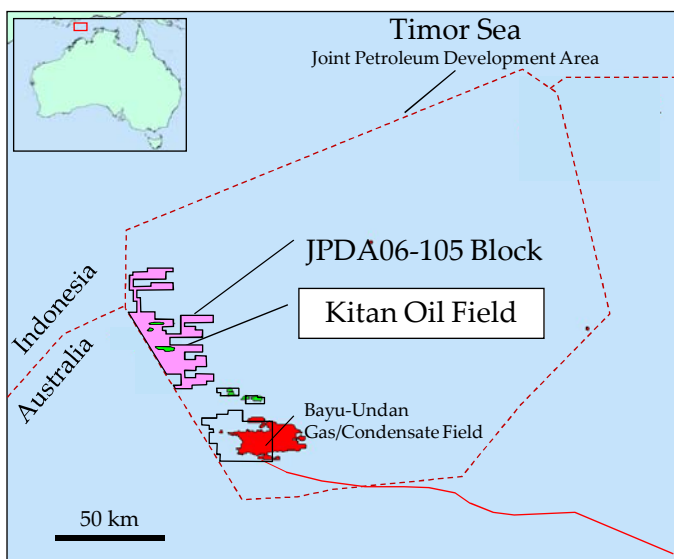 Timor Sea
Joint Petroleum Development Area
JPDA06-105 Block
Indonesia
Kitan Oil Field
Australia
Bayu-Undan
Gas/Condensate Field
50 km